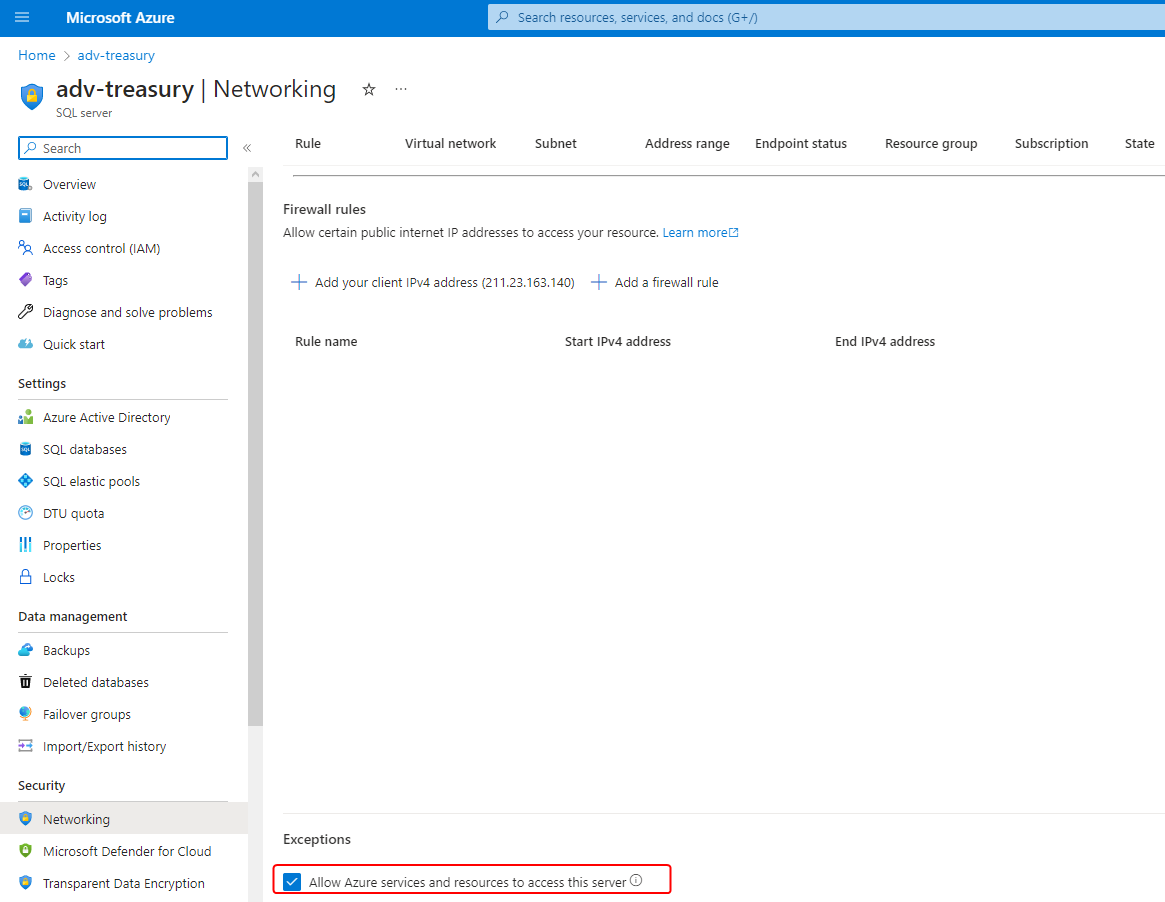 Microsoft Azure
Search resources, services, and docs (G+/)
Home > adv-treasury
adv-treasury | Networking
SQL server
Search
Overview
Activity log
Access control (IAM)
Tags
Diagnose and solve problems
Quick start
Settings
Azure Active Directory
SQL databases
SQL elastic pools
DTU quota
Properties
Locks
Data management
Backups
Deleted databases
Failover groups
Import/Export history
Security
Networking
Microsoft Defender for Cloud
Transparent Data Encryption
Rule Virtual network Subnet Address range Endpoint status Resource group Subscription State
Firewall rules
Allow certain public internet IP addresses to access your resource. Learn more
Add your client IPv4 address (211.23.163.140) Add a firewall rule
Rule name Start IPv4 address End IPv4 address
Exceptions
Allow Azure services and resources to access this server